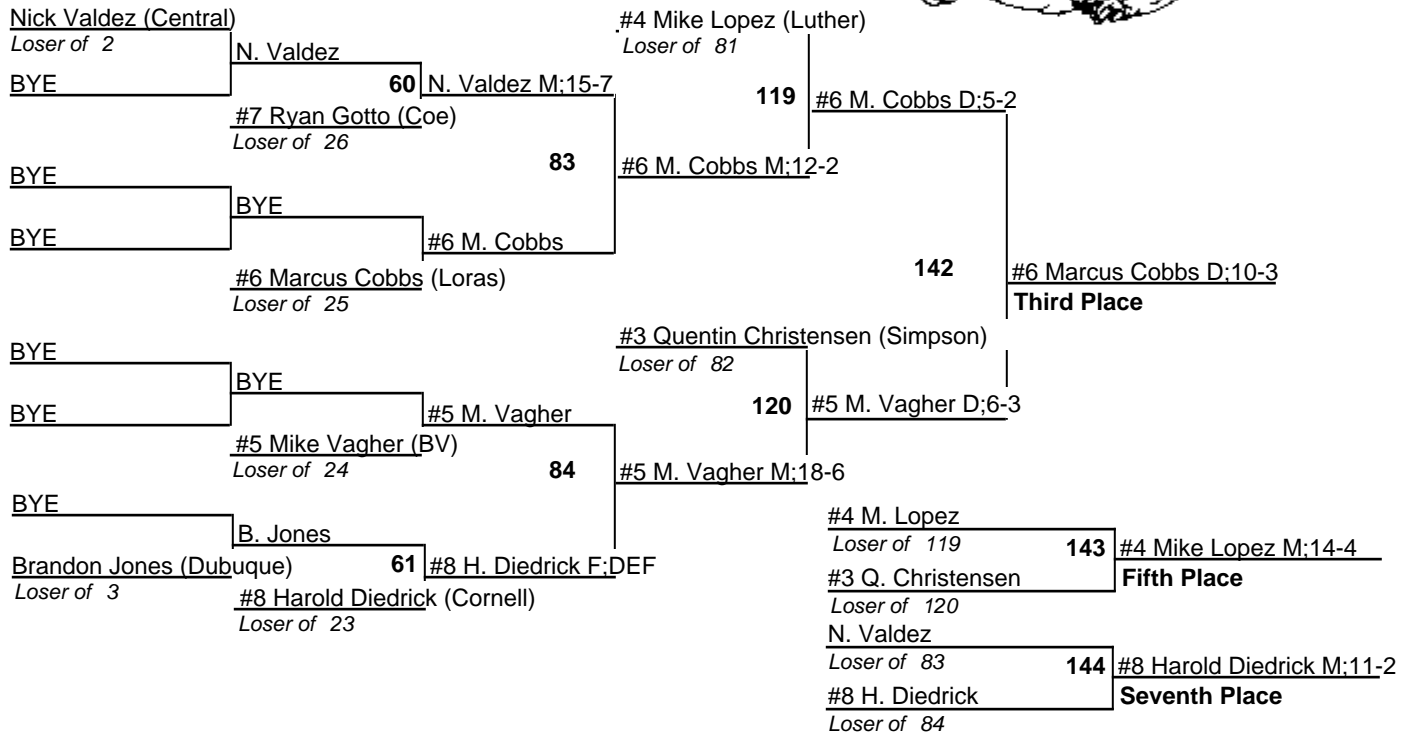 Nick Valdez (Central)
Loser of 2
N. Valdez
BYE
60
N. Valdez M;15-7
#7 Ryan Gotto (Coe)
Loser of 26
83
BYE
BYE
BYE
#6 M. Cobbs
#6 Marcus Cobbs (Loras)
Loser of 25
#4 Mike Lopez (Luther)
Loser of 81
119
#6 M. Cobbs D;5-2
#6 M. Cobbs M;12-2
142
#6 Marcus Cobbs D;10-3
Third Place
#3 Quentin Christensen (Simpson)
Loser of 82
120
#5 M. Vagher D;6-3
BYE
BYE
BYE
#5 M. Vagher
#5 Mike Vagher (BV)
Loser of 24
84
#5 M. Vagher M;18-6
BYE
B. Jones
Brandon Jones (Dubuque)
Loser of 3
61
#8 H. Diedrick F;DEF
#8 Harold Diedrick (Cornell)
Loser of 23
#4 M. Lopez
Loser of 119
143
#4 Mike Lopez M;14-4
#3 Q. Christensen
Fifth Place
Loser of 120
N. Valdez
Loser of 83
144
#8 Harold Diedrick M;11-2
#8 H. Diedrick
Seventh Place
Loser of 84